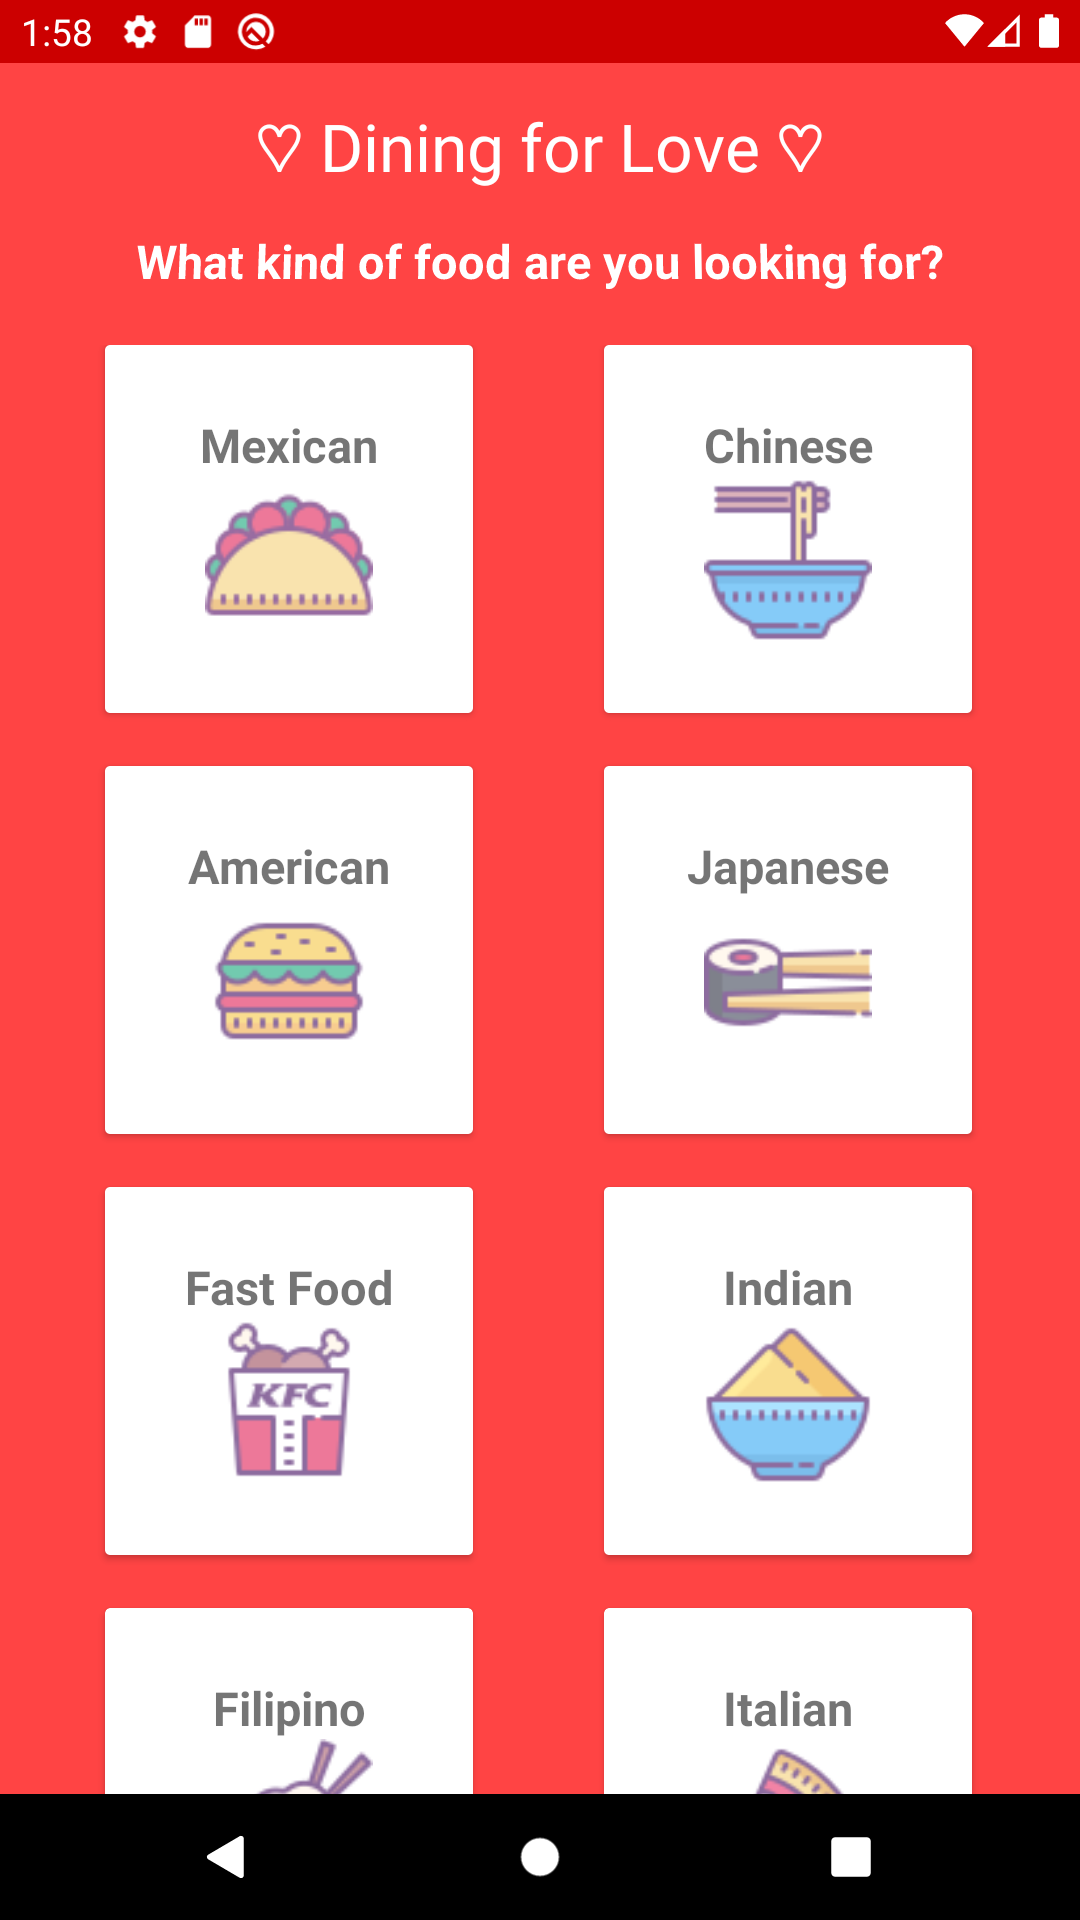 1:58
♡ Dining for Love ♡
What kind of food are you looking for?
Mexican
Chinese
American
Japanese
Fast Food
Indian
KFC
Filipino
Italian